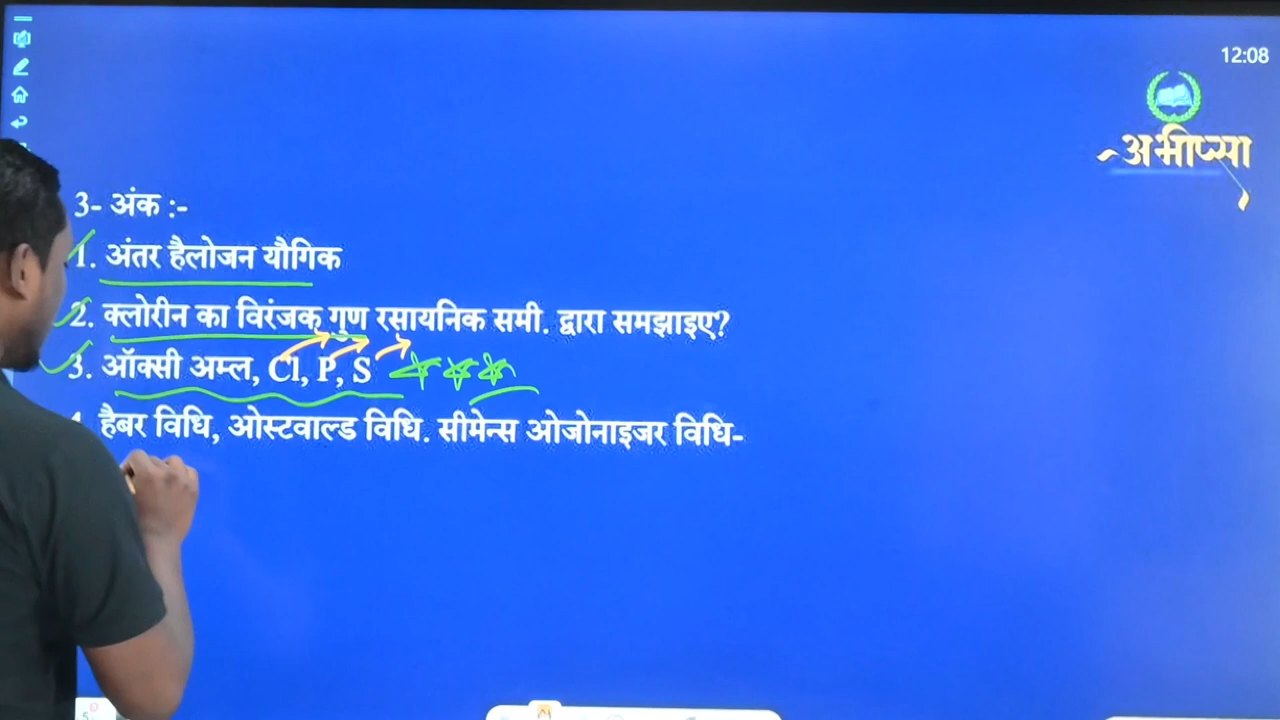 12:08
अभीप्सा
3- अंक :-
1. अंतर हैलोजन यौगिक
2. क्लोरीन का विरंजक गुण रसायनिक समी. द्वारा समझाइए?
3. ऑक्सी अम्ल, Cl, P, S
4. हैबर विधि, ओस्टवाल्ड विधि. सीमेन्स ओजोनाइजर विधि-